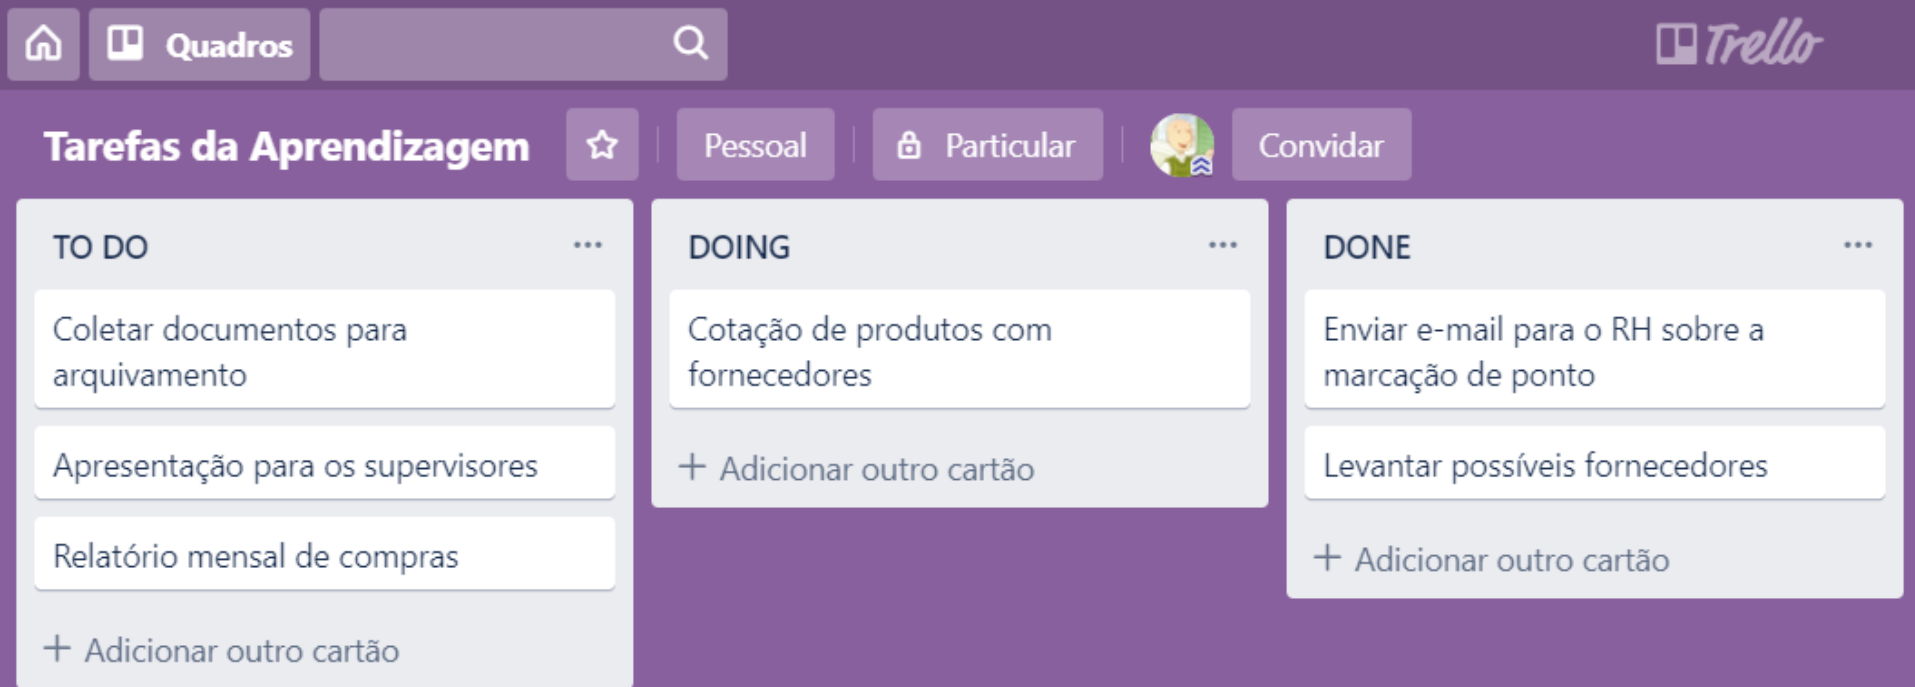 Quadros
Trello
Tarefas da Aprendizagem
Pessoal
Particular
Convidar
TO DO
Coletar documentos para
arquivamento
Apresentação para os supervisores
Relatório mensal de compras
Adicionar outro cartão
DOING
Cotação de produtos com
fornecedores
Adicionar outro cartão
DONE
Enviar e-mail para o RH sobre a
marcação de ponto
Levantar possíveis fornecedores
Adicionar outro cartão